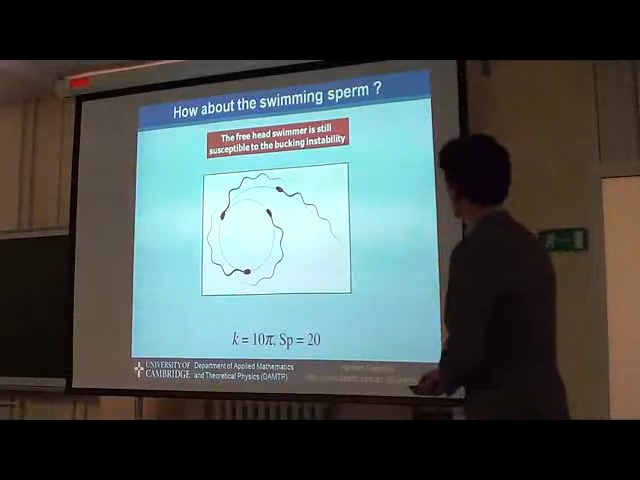 How about the swimming sperm ?
The free head swimmer is still
susceptible to the bucking instability
k = 10π, Sp = 20
UNIVERSITY OF
CAMBRIDGE
Department of Applied Mathematics
and Theoretical Physics (DAMTP)